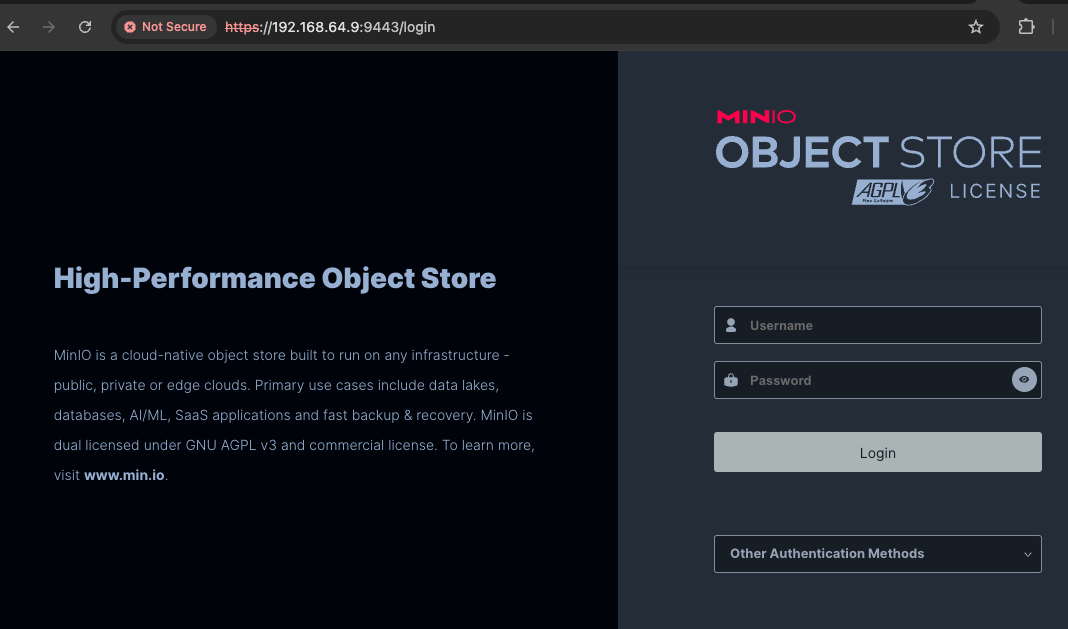 Not Secure https://192.168.64.9:9443/login
MINIO
OBJECT STORE
AGPLv3 LICENSE
Free Software
High-Performance Object Store
MinIO is a cloud-native object store built to run on any infrastructure -
public, private or edge clouds. Primary use cases include data lakes,
databases, AI/ML, SaaS applications and fast backup & recovery. MinIO is
dual licensed under GNU AGPL v3 and commercial license. To learn more,
visit www.min.io.
Username
Password
Login
Other Authentication Methods